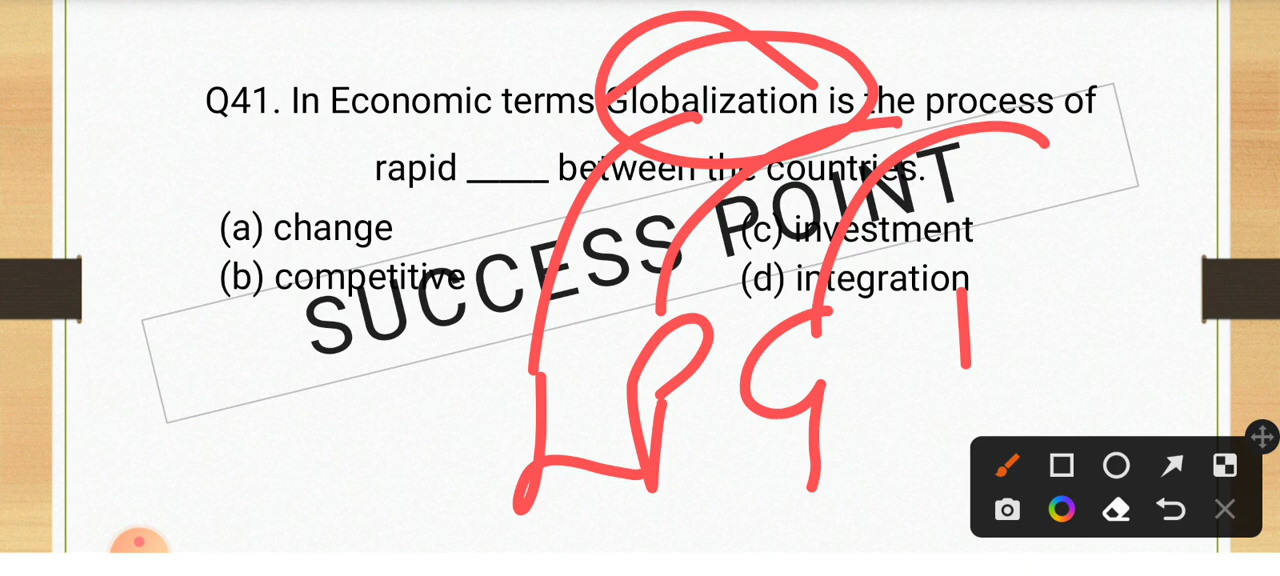 Q41. In Economic terms Globalization is the process of
rapid _____ between the countries.
(a) change
(c) investment
(b) competitive
(d) integration
SUCCESS POINT
LPG